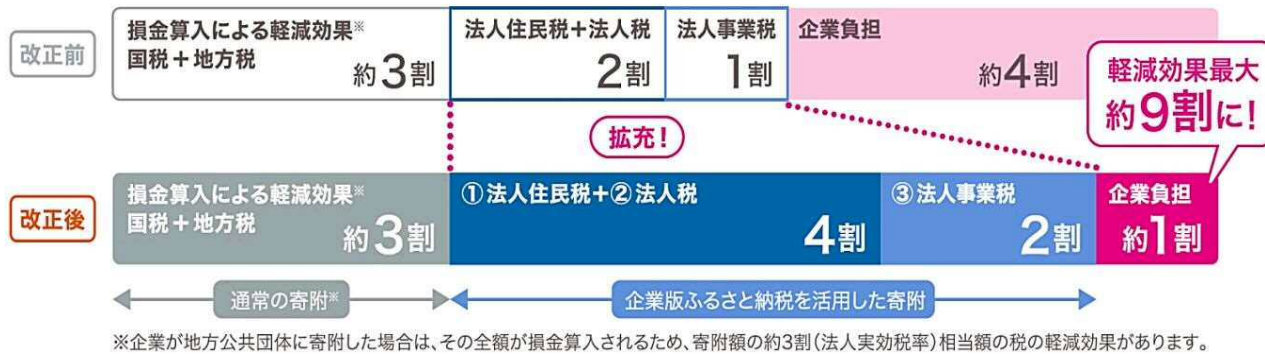 改正前
損金算入による軽減効果※
国税＋地方税
約3割
法人住民税＋法人税
2割
法人事業税
1割
企業負担
約4割
軽減効果最大
約9割に！
拡充！
改正後
損金算入による軽減効果※
国税＋地方税
約3割
①法人住民税＋②法人税
4割
③法人事業税
2割
企業負担
約1割
通常の寄附※
企業版ふるさと納税を活用した寄附
※企業が地方公共団体に寄附した場合は、その全額が損金算入されるため、寄附額の約3割(法人実効税率)相当額の税の軽減効果があります。